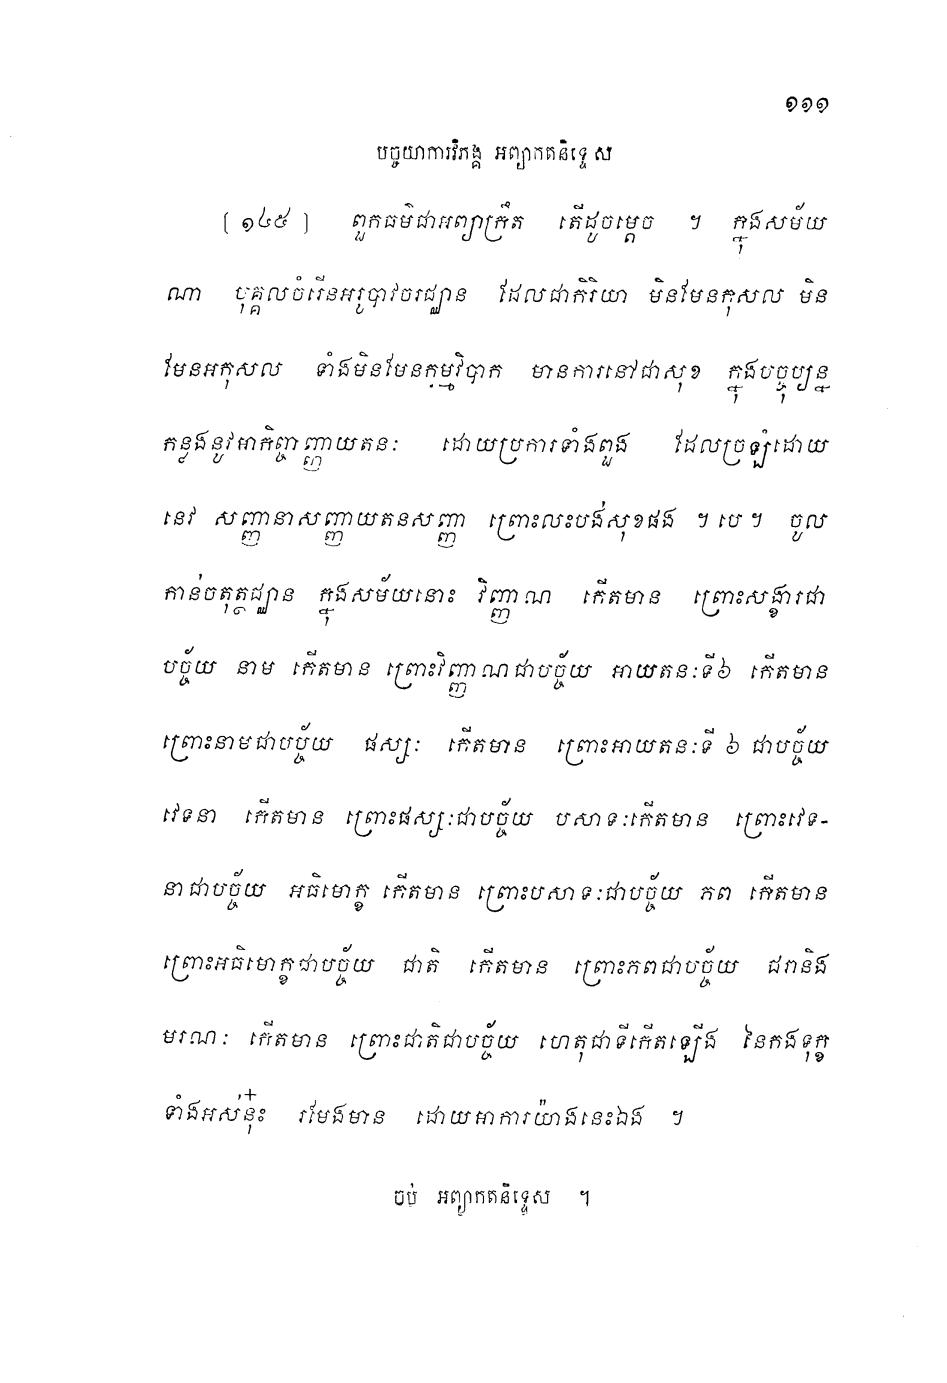 ១១១
បច្ចយាការវិភង្គ អព្យាកតនិទ្ទេស
[ ១៤៥ ] ពួកធម៌ជាអព្យាក្រឹត តើដូចម្តេច ។ ក្នុងសម័យ
ណា បុគ្គលចំរើនអរូបាវចរជ្ឈាន ដែលជាកិរិយា មិនមែនកុសល មិន
មែនអកុសល ទាំងមិនមែនកម្មវិបាក មានការនៅជាសុខ ក្នុងបច្ចុប្បន្ន
កន្លងនូវអាកិញ្ចាញ្ញាយតនៈ ដោយប្រការទាំងពួង ដែលច្រឡំដោយ
នេវ សញ្ញានាសញ្ញាយតនសញ្ញា ព្រោះលះបង់សុខផង ។ បេ ។ ចូល
កាន់ចតុត្ថជ្ឈាន ក្នុងសម័យនោះ វិញ្ញាណ កើតមាន ព្រោះសង្ខារជា
បច្ច័យ នាម កើតមាន ព្រោះវិញ្ញាណជាបច្ច័យ អាយតនៈទី៦ កើតមាន
ព្រោះនាមជាបច្ច័យ ផស្សៈ កើតមាន ព្រោះអាយតនៈទី ៦ ជាបច្ច័យ
វេទនា កើតមាន ព្រោះផស្សៈជាបច្ច័យ បសាទៈកើតមាន ព្រោះវេទ-
នាជាបច្ច័យ អធិមោក្ខ កើតមាន ព្រោះបសាទៈជាបច្ច័យ ភព កើតមាន
ព្រោះអធិមោក្ខជាបច្ច័យ ជាតិ កើតមាន ព្រោះភពជាបច្ច័យ ជរានិង
មរណៈ កើតមាន ព្រោះជាតិជាបច្ច័យ ហេតុជាទីកើតឡើង នៃកងទុក្ខ
ទាំងអស់នុ៎ះ រមែងមាន ដោយអាការយ៉ាងនេះឯង ។
ចប់ អព្យាកតនិទ្ទេស ។